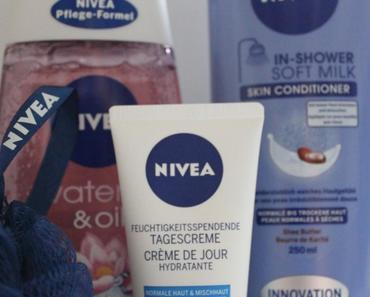 NIVEA
Pflege-Formel
NIVEA
water
& oil
NIVEA
NIVEA
FEUCHTIGKEITSSPENDENDE
TAGESCREME
CRÈME DE JOUR
HYDRATANTE
NORMALE HAUT & MISCHHAUT
IN-SHOWER
SOFT MILK
SKIN CONDITIONER
NORMALE BIS TROCKENE HAUT
PEAUX NORMALES À SÈCHES
Shea Butter
Beurre de Karité
250 ml
INNOVATION